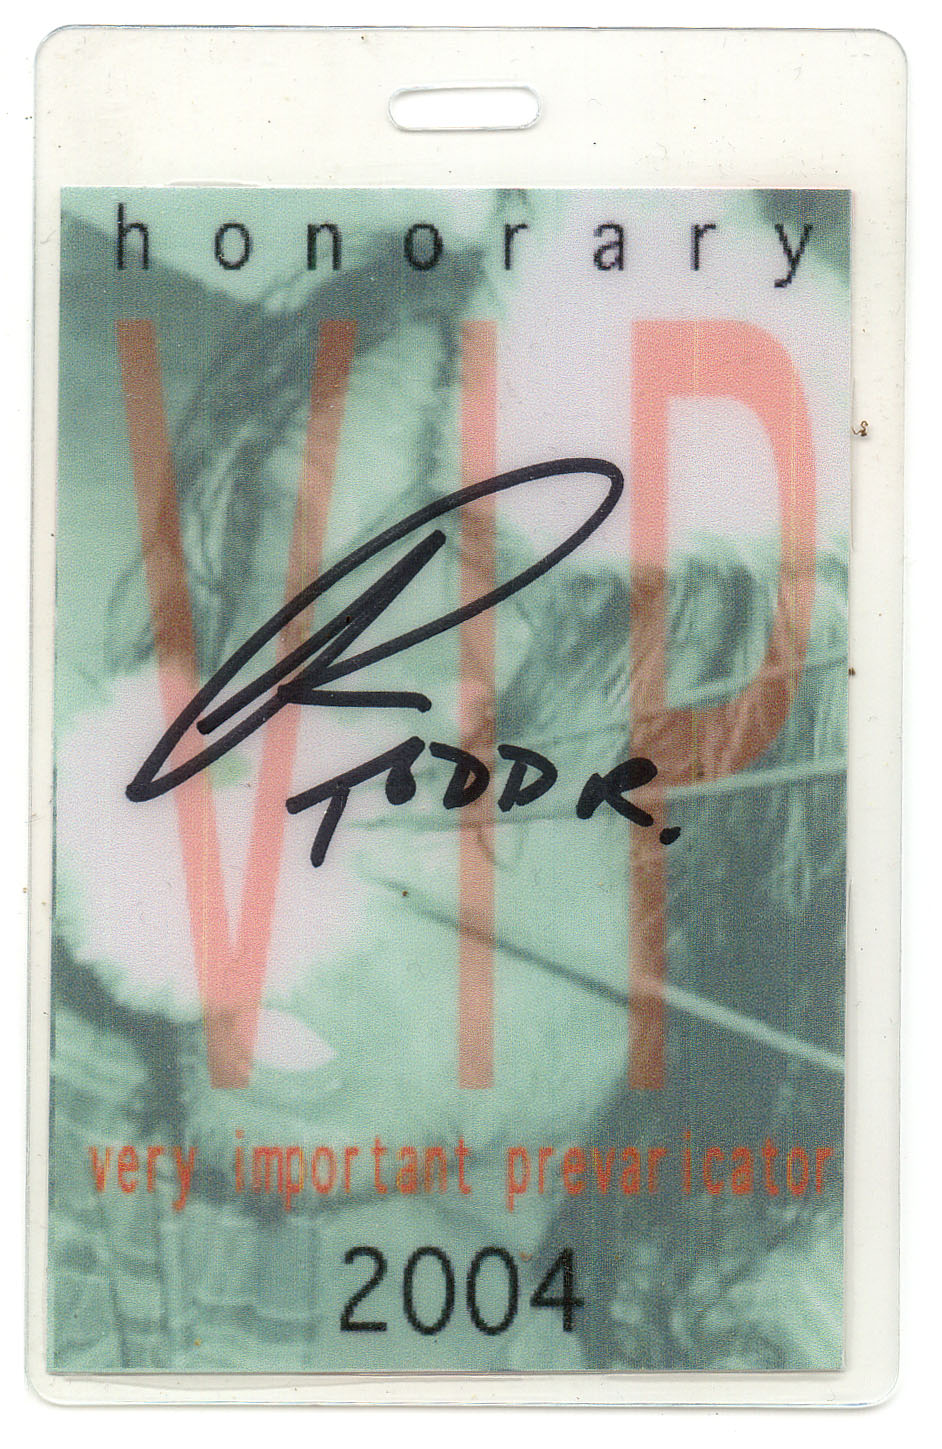 honorary
VIP
R
TODD R.
very important prevaricator
2004